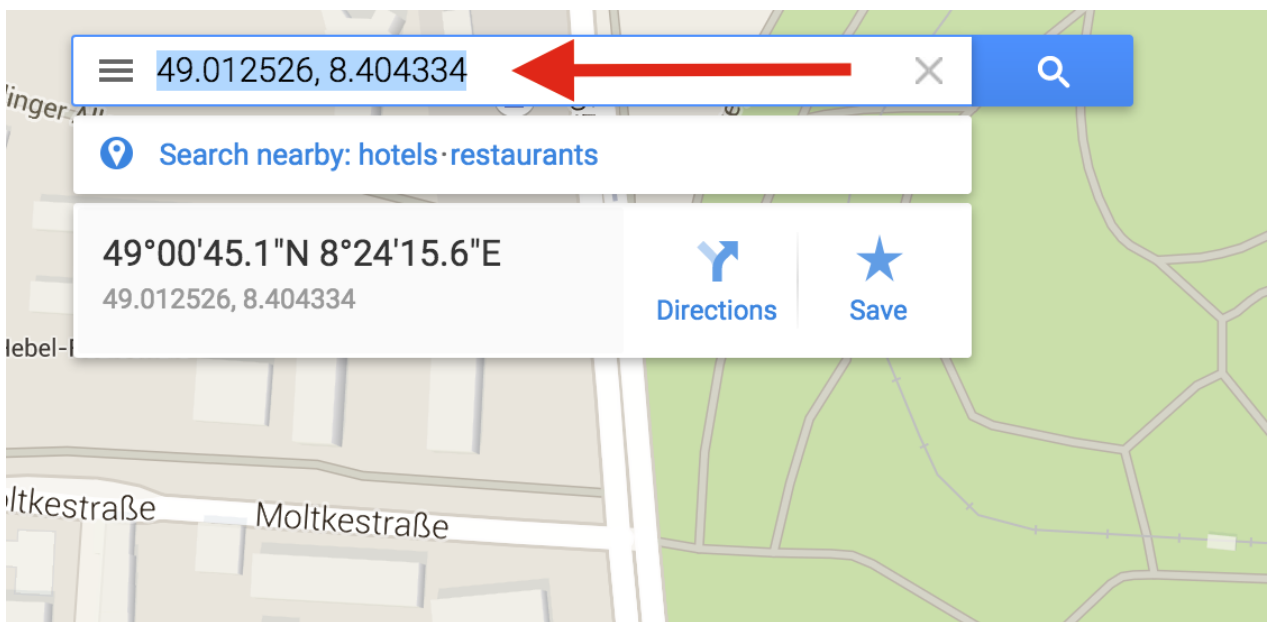 49.012526, 8.404334
Search nearby: hotels·restaurants
49°00'45.1"N 8°24'15.6"E
49.012526, 8.404334
Directions
Save
Moltkestraße